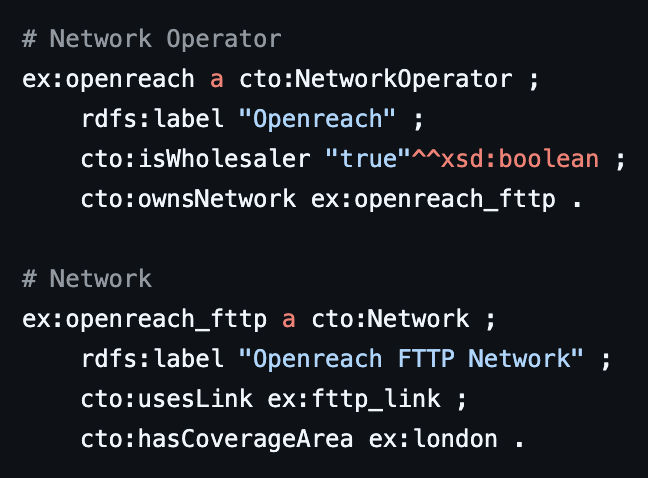 # Network Operator
ex:openreach a cto:NetworkOperator ;
    rdfs:label "Openreach" ;
    cto:isWholesaler "true"^^xsd:boolean ;
    cto:ownsNetwork ex:openreach_fttp .

# Network
ex:openreach_fttp a cto:Network ;
    rdfs:label "Openreach FTTP Network" ;
    cto:usesLink ex:fttp_link ;
    cto:hasCoverageArea ex:london .